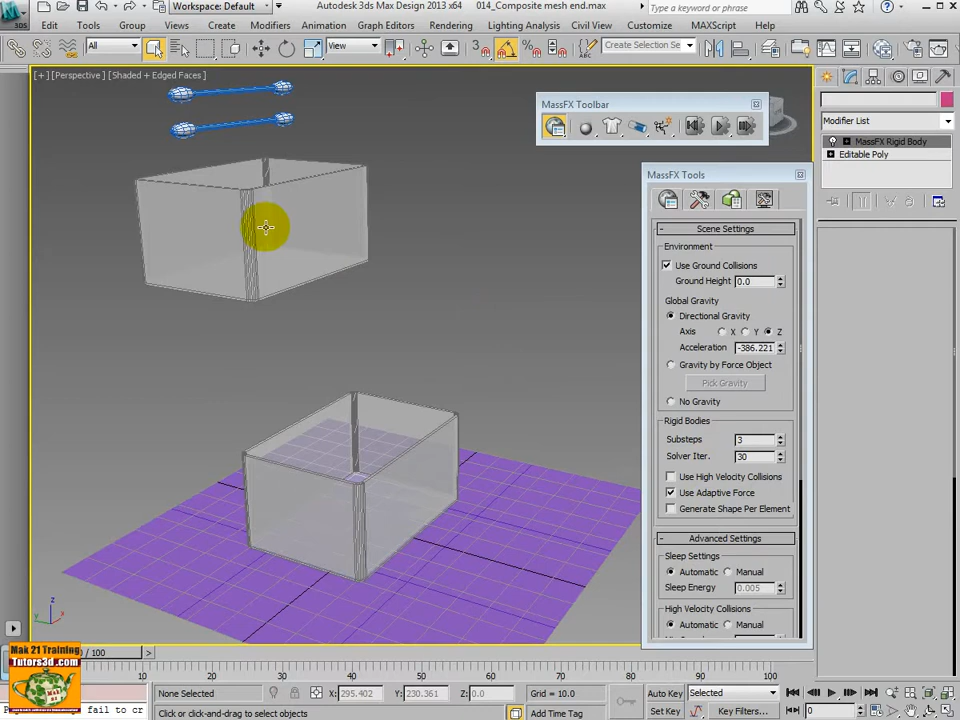 Workspace: Default
Autodesk 3ds Max Design 2013 x64
014_Composite mesh end.max
Type a keyword or phrase
3DS
Edit
Tools
Group
Views
Create
Modifiers
Animation
Graph Editors
Rendering
Lighting Analysis
Civil View
Customize
MAXScript
Help
All
View
Create Selection Se
[+] [Perspective] [Shaded + Edged Faces]
MassFX Toolbar
Modifier List
MassFX Rigid Body
Editable Poly
MassFX Tools
Scene Settings
Environment
Use Ground Collisions
Ground Height 0.0
Global Gravity
Directional Gravity
Axis X Y Z
Acceleration -386.221
Gravity by Force Object
Pick Gravity
No Gravity
Rigid Bodies
Substeps 3
Solver Iter. 30
Use High Velocity Collisions
Use Adaptive Force
Generate Shape Per Element
Advanced Settings
Sleep Settings
Automatic Manual
Sleep Energy 0.005
High Velocity Collisions
Automatic Manual
z
y
x
Mak 21 Training
Tutors3d.com
Mak 21
/ 100
10 20 30 40 50 60 70 80 90 100
None Selected
X: 295.402
Y: 230.361
Z: 0.0
Grid = 10.0
Auto Key
Selected
fail to cr
Click or click-and-drag to select objects
Add Time Tag
Set Key
Key Filters...
0